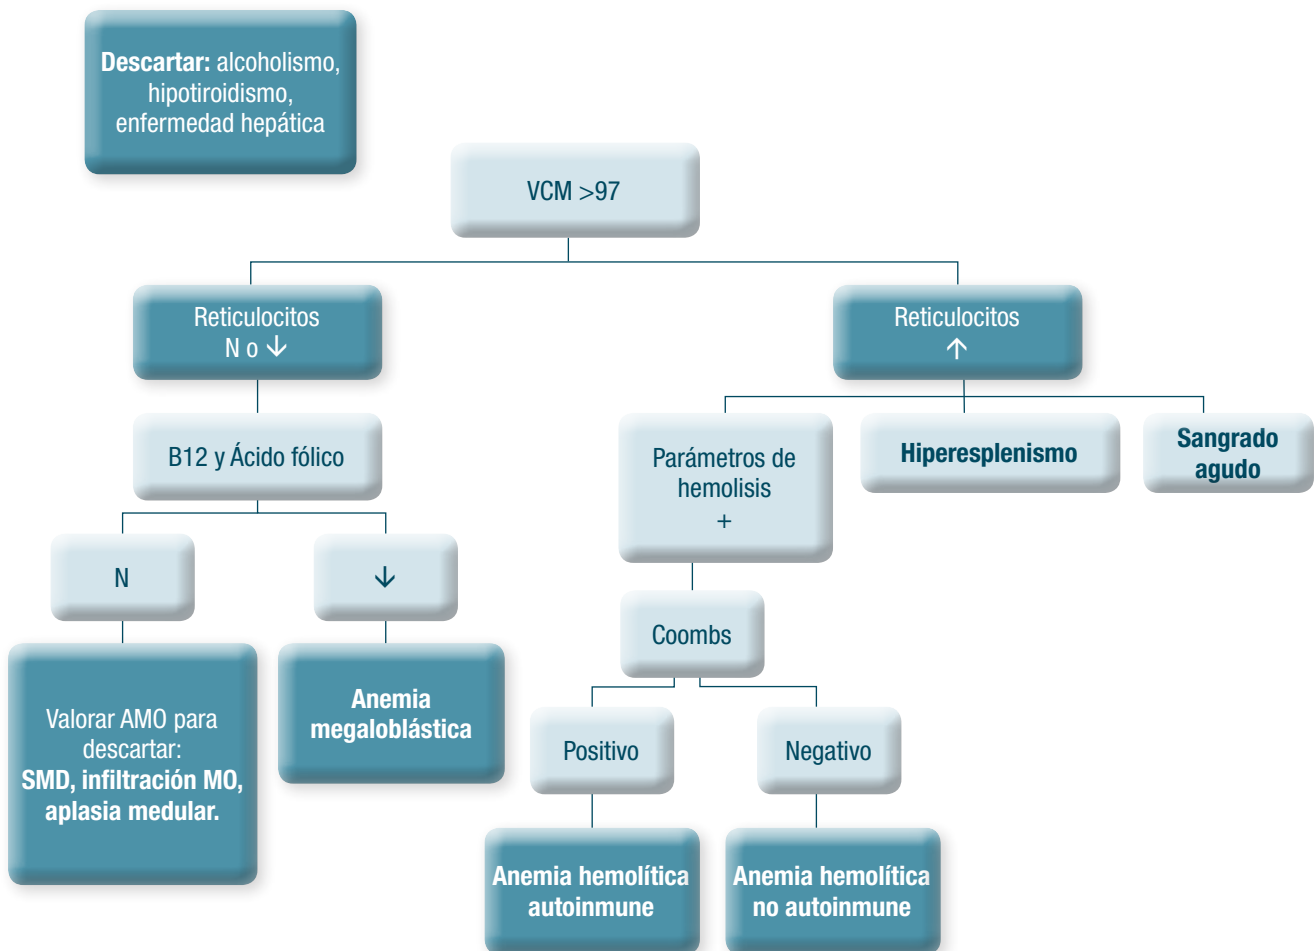 Descartar: alcoholismo,
hipotiroidismo,
enfermedad hepática
VCM >97
Reticulocitos
N o ↓
Reticulocitos
↑
B12 y Ácido fólico
Parámetros de
hemolisis
+
Hiperesplenismo
Sangrado
agudo
N
↓
Coombs
Valorar AMO para
descartar:
SMD, infiltración MO,
aplasia medular.
Anemia
megaloblástica
Positivo
Negativo
Anemia hemolítica
autoinmune
Anemia hemolítica
no autoinmune